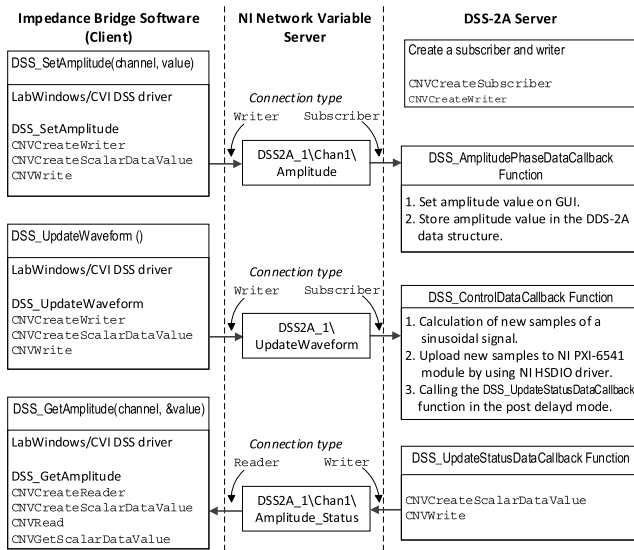 Impedance Bridge Software
(Client)
NI Network Variable
Server
DSS-2A Server
DSS_SetAmplitude(channel, value)
LabWindows/CVI DSS driver
DSS_SetAmplitude
CNVCreateWriter
CNVCreateScalarDataValue
CNVWrite
Connection type
Writer Subscriber
DSS2A_1\Chan1\
Amplitude
Create a subscriber and writer
CNVCreateSubscriber
CNVCreateWriter
DSS_AmplitudePhaseDataCallback
Function
1. Set amplitude value on GUI.
2. Store amplitude value in the DDS-2A
data structure.
DSS_UpdateWaveform ()
LabWindows/CVI DSS driver
DSS_UpdateWaveform
CNVCreateWriter
CNVCreateScalarDataValue
CNVWrite
Connection type
Writer Subscriber
DSS2A_1\
UpdateWaveform
DSS_ControlDataCallback Function
1. Calculation of new samples of a
sinusoidal signal.
2. Upload new samples to NI PXI-6541
module by using NI HSDIO driver.
3. Calling the DSS_UpdateStatusDataCallback
function in the post delayd mode.
DSS_GetAmplitude(channel, &value)
LabWindows/CVI DSS driver
DSS_GetAmplitude
CNVCreateReader
CNVCreateScalarDataValue
CNVRead
CNVGetScalarDataValue
Connection type
Reader Writer
DSS2A_1\Chan1\
Amplitude_Status
DSS_UpdateStatusDataCallback Function
CNVCreateScalarDataValue
CNVWrite